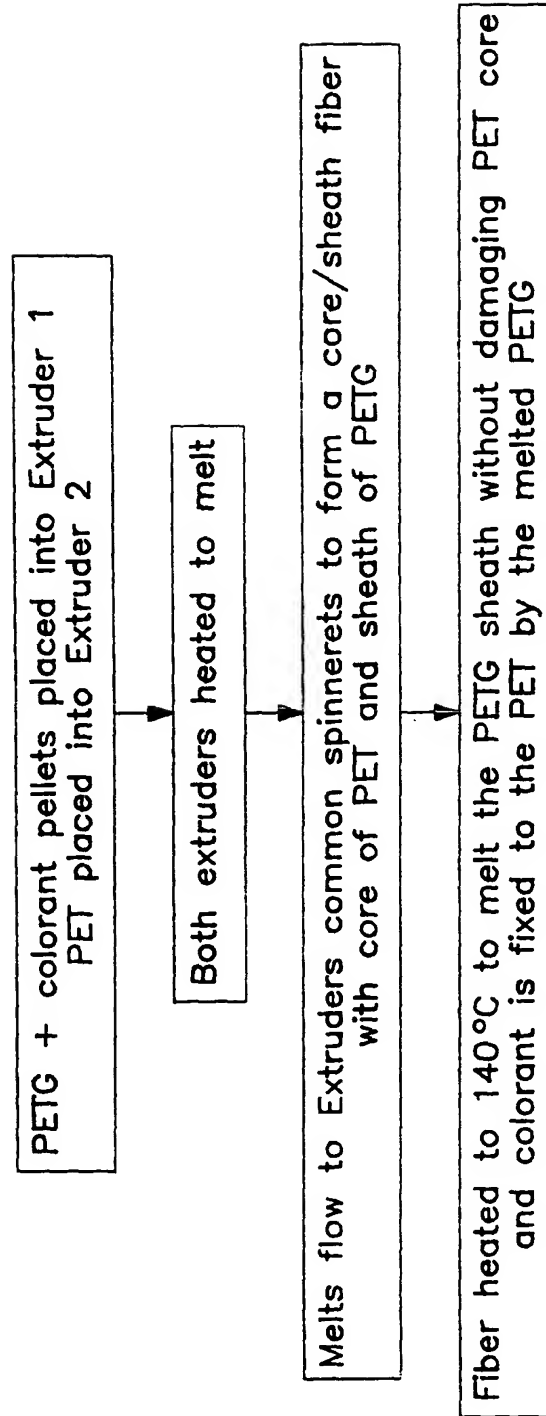 PETG + colorant pellets placed into Extruder 1
PET placed into Extruder 2
Both extruders heated to melt
Melts flow to Extruders common spinnerets to form a core/sheath fiber
with core of PET and sheath of PETG
Fiber heated to 140°C to melt the PETG sheath without damaging PET core
and colorant is fixed to the PET by the melted PETG